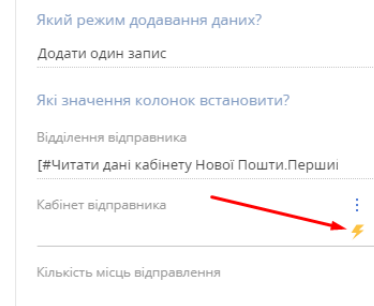 Який режим додавання даних?
Додати один запис
Які значення колонок встановити?
Відділення відправника
[#Читати дані кабінету Нової Пошти.Перший
Кабінет відправника
Кількість місць відправлення